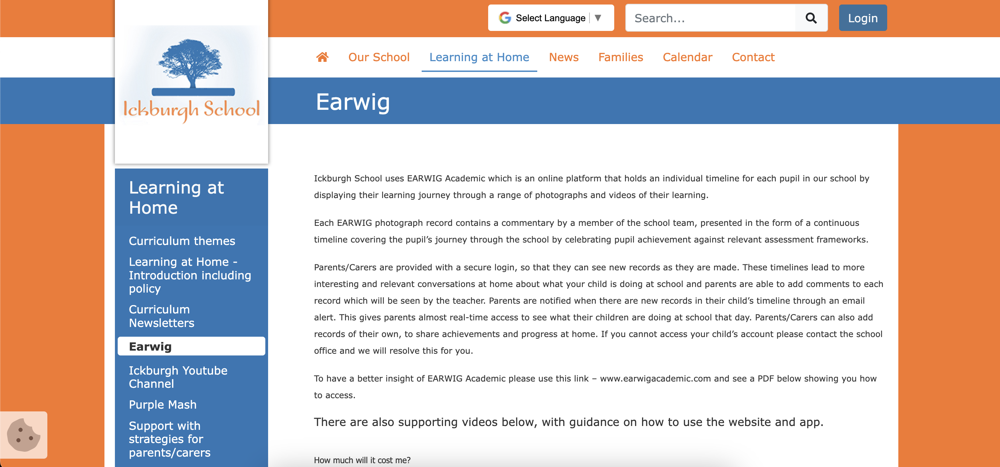 Select Language ▼
Search...
Login
Ickburgh School
Our School
Learning at Home
News
Families
Calendar
Contact
Earwig
Learning at
Home
Curriculum themes
Learning at Home -
Introduction including
policy
Curriculum
Newsletters
Earwig
Ickburgh Youtube
Channel
Purple Mash
Support with
strategies for
parents/carers
Ickburgh School uses EARWIG Academic which is an online platform that holds an individual timeline for each pupil in our school by
displaying their learning journey through a range of photographs and videos of their learning.
Each EARWIG photograph record contains a commentary by a member of the school team, presented in the form of a continuous
timeline covering the pupil’s journey through the school by celebrating pupil achievement against relevant assessment frameworks.
Parents/Carers are provided with a secure login, so that they can see new records as they are made. These timelines lead to more
interesting and relevant conversations at home about what your child is doing at school and parents are able to add comments to each
record which will be seen by the teacher. Parents are notified when there are new records in their child’s timeline through an email
alert. This gives parents almost real-time access to see what their children are doing at school that day. Parents/Carers can also add
records of their own, to share achievements and progress at home. If you cannot access your child’s account please contact the school
office and we will resolve this for you.
To have a better insight of EARWIG Academic please use this link – www.earwigacademic.com and see a PDF below showing you how
to access.
There are also supporting videos below, with guidance on how to use the website and app.
How much will it cost me?